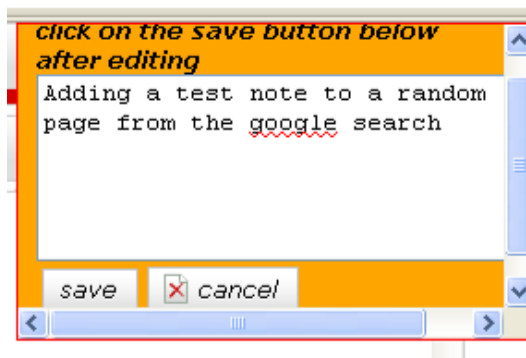 click on the save button below
after editing
Adding a test note to a random
page from the google search
save
cancel